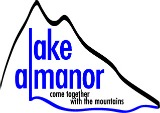 lake
almanor
come together
with the mountains